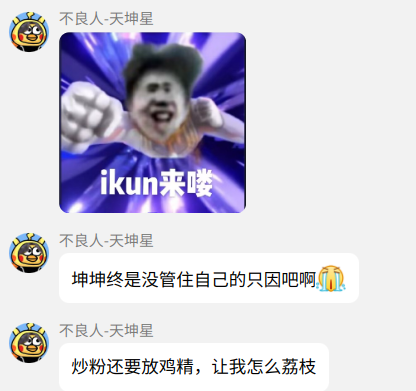 不良人-天坤星
ikun来喽
不良人-天坤星
坤坤终是没管住自己的只因吧啊😭
不良人-天坤星
炒粉还要放鸡精，让我怎么荔枝